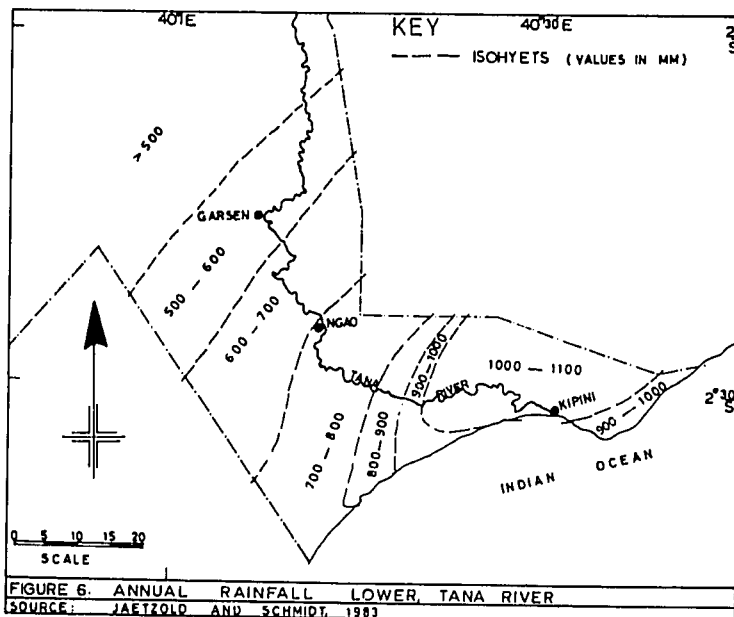 40°E
KEY
40°30 E
2°
S
ISOHYETS (VALUES IN MM)
> 500
GARSEN
500 - 600
600 - 700
NGAO
TANA RIVER
900 - 1000
1000 - 1100
KIPINI
2°30
S
900 - 1000
700 - 800
800 - 900
INDIAN OCEAN
0 5 10 15 20
SCALE
FIGURE 6. ANNUAL RAINFALL LOWER, TANA RIVER
SOURCE: JAETZOLD AND SCHMIDT, 1983